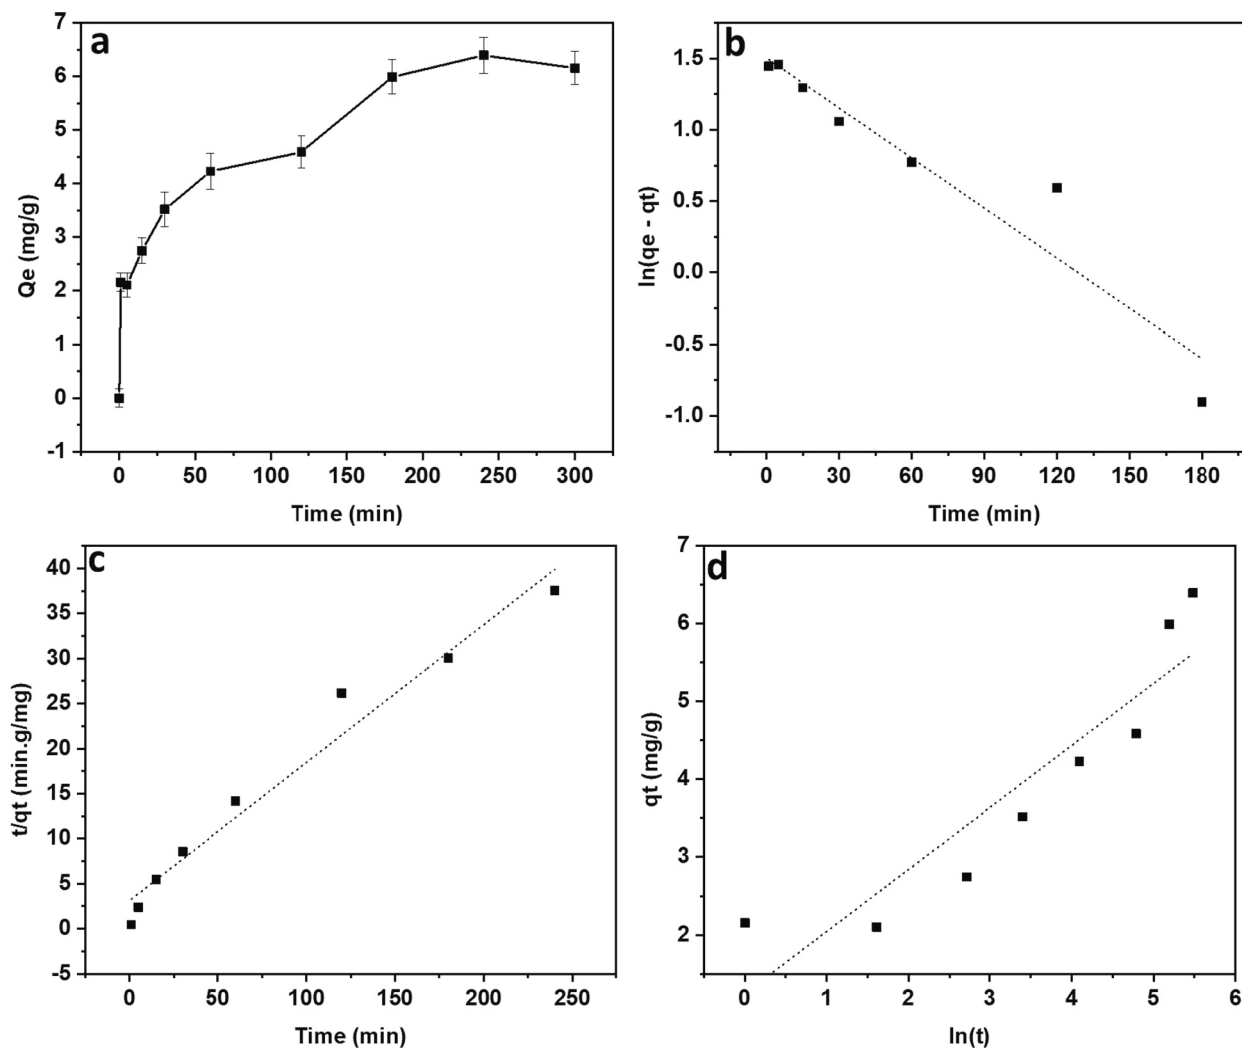 a
7
6
5
4
3
2
1
0
-1
Qe (mg/g)
0 50 100 150 200 250 300
Time (min)
b
1.5
1.0
0.5
0.0
-0.5
-1.0
ln(qe - qt)
0 30 60 90 120 150 180
Time (min)
c
40
35
30
25
20
15
10
5
0
-5
t/qt (min.g/mg)
0 50 100 150 200 250
Time (min)
d
7
6
5
4
3
2
qt (mg/g)
0 1 2 3 4 5 6
ln(t)